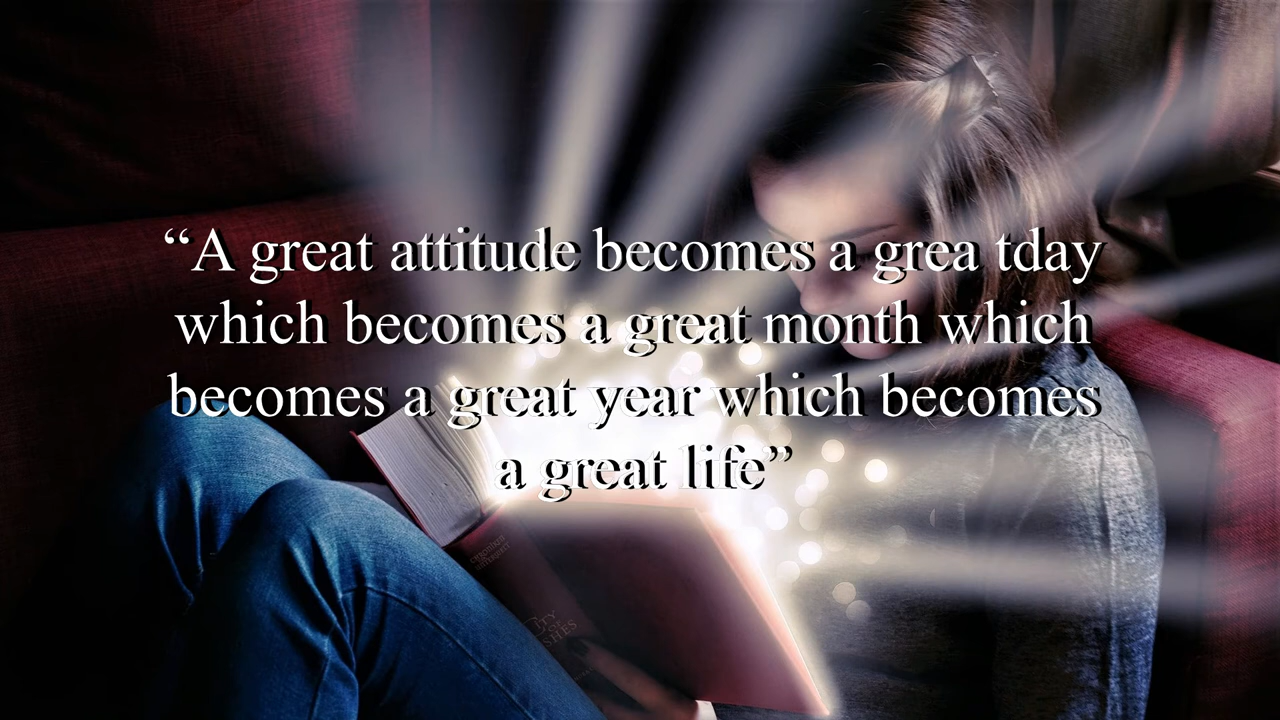 “A great attitude becomes a grea tday
which becomes a great month which
becomes a great year which becomes
a great life”